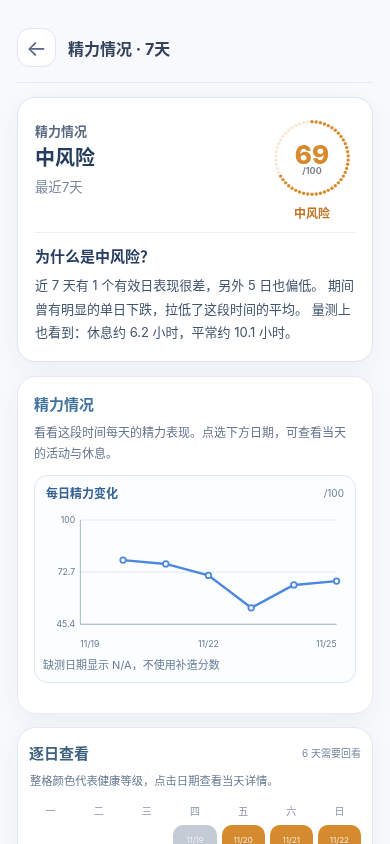 精力情况 · 7天
精力情况
中风险
最近7天
69
/100
中风险
为什么是中风险?
近 7 天有 1 个有效日表现很差，另外 5 日也偏低。 期间
曾有明显的单日下跌，拉低了这段时间的平均。 量测上
也看到：休息约 6.2 小时，平常约 10.1 小时。
精力情况
看看这段时间每天的精力表现。点选下方日期，可查看当天
的活动与休息。
每日精力变化
/100
100
72.7
45.4
11/19
11/22
11/25
缺测日期显示 N/A，不使用补造分数
逐日查看
6 天需要回看
整格颜色代表健康等级，点击日期查看当天详情。
一
二
三
四
五
六
日
11/19
11/20
11/21
11/22